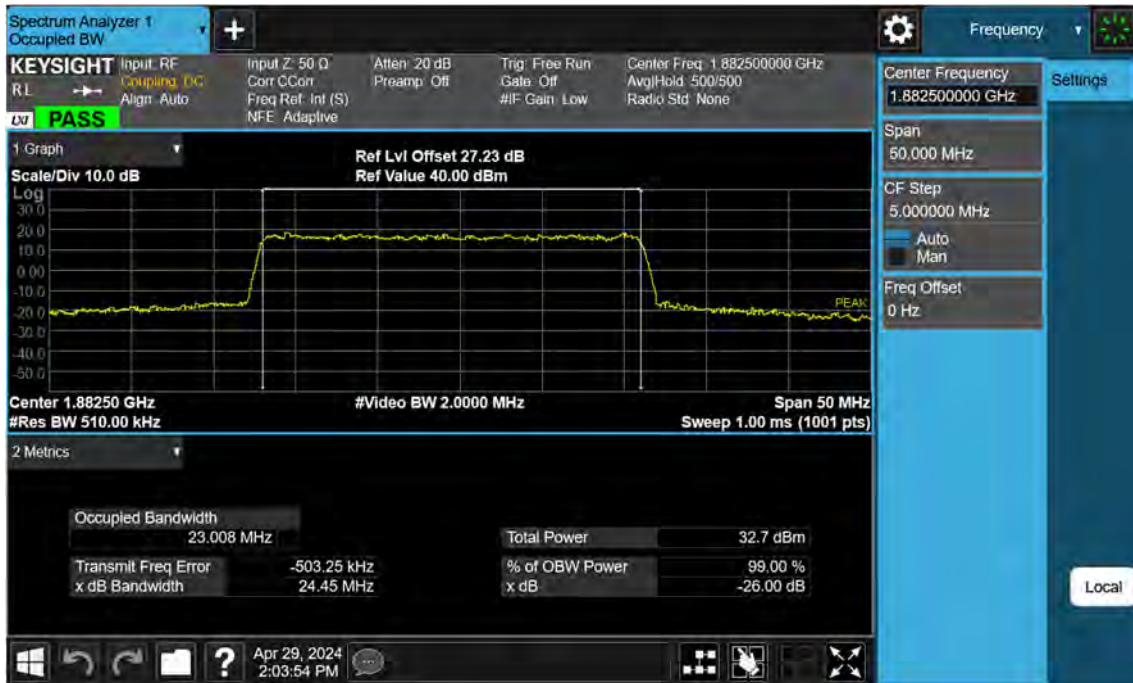 Spectrum Analyzer 1
Occupied BW
+
Frequency
KEYSIGHT
RL
LXI
PASS
Input: RF
Coupling: DC
Align: Auto
Input Z: 50 Ω
Corr CCorr
Freq Ref: Int (S)
NFE: Adaptive
Atten: 20 dB
Preamp: Off
Trig: Free Run
Gate: Off
#IF Gain: Low
Center Freq: 1.882500000 GHz
Avg|Hold: 500/500
Radio Std: None
Center Frequency
1.882500000 GHz
Settings
Span
50.000 MHz
CF Step
5.000000 MHz
Auto
Man
Freq Offset
0 Hz
1 Graph
Scale/Div 10.0 dB
Ref Lvl Offset 27.23 dB
Ref Value 40.00 dBm
Log
30.0
20.0
10.0
0.00
-10.0
-20.0
-30.0
-40.0
-50.0
PEAK
Center 1.88250 GHz
#Video BW 2.0000 MHz
Span 50 MHz
#Res BW 510.00 kHz
Sweep 1.00 ms (1001 pts)
2 Metrics
Occupied Bandwidth
23.008 MHz
Total Power 32.7 dBm
Transmit Freq Error -503.25 kHz
% of OBW Power 99.00 %
x dB Bandwidth 24.45 MHz
x dB -26.00 dB
Local
?
Apr 29, 2024
2:03:54 PM